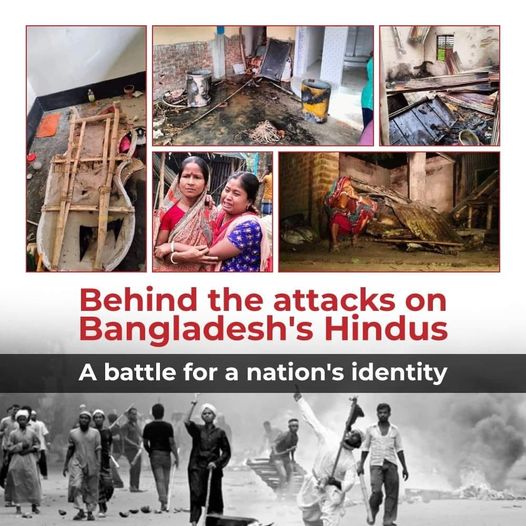 Behind the attacks on
Bangladesh's Hindus
A battle for a nation's identity